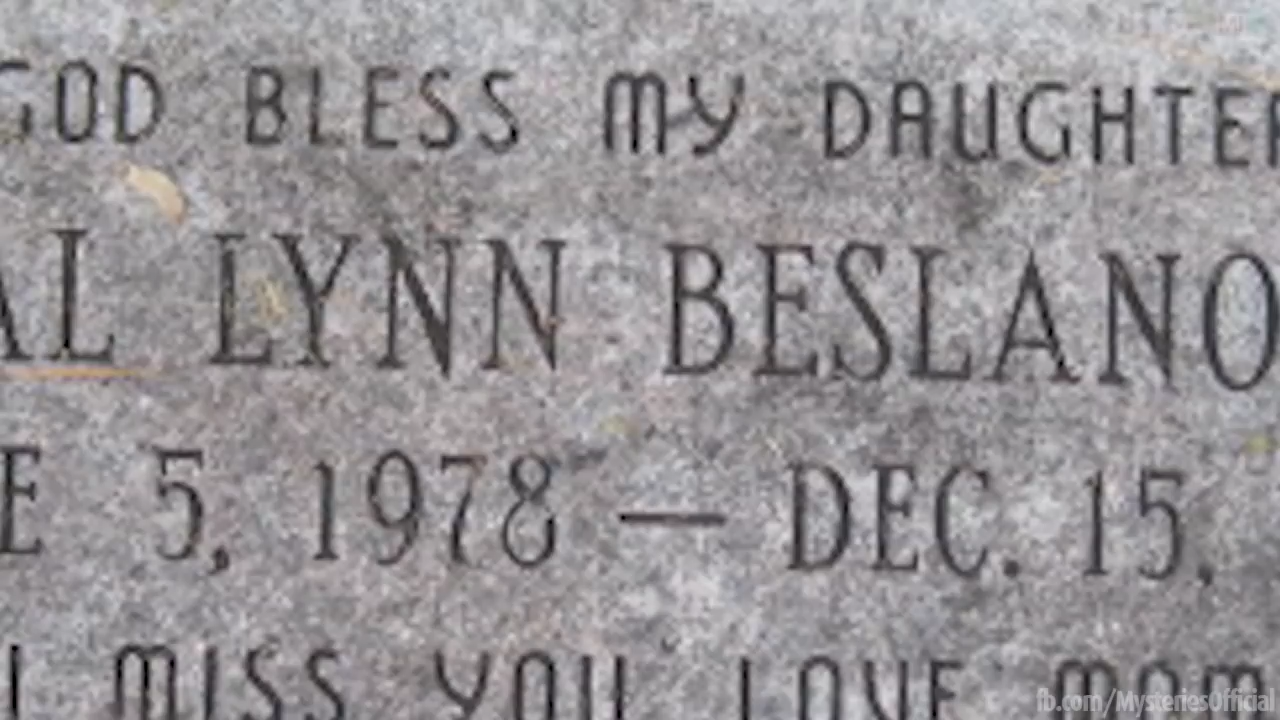 GOD BLESS MY DAUGHTER
AL LYNN BESLANO
E 5, 1978 — DEC. 15,
I MISS YOU LOVE MOM
fb.com/MysteriesOfficial